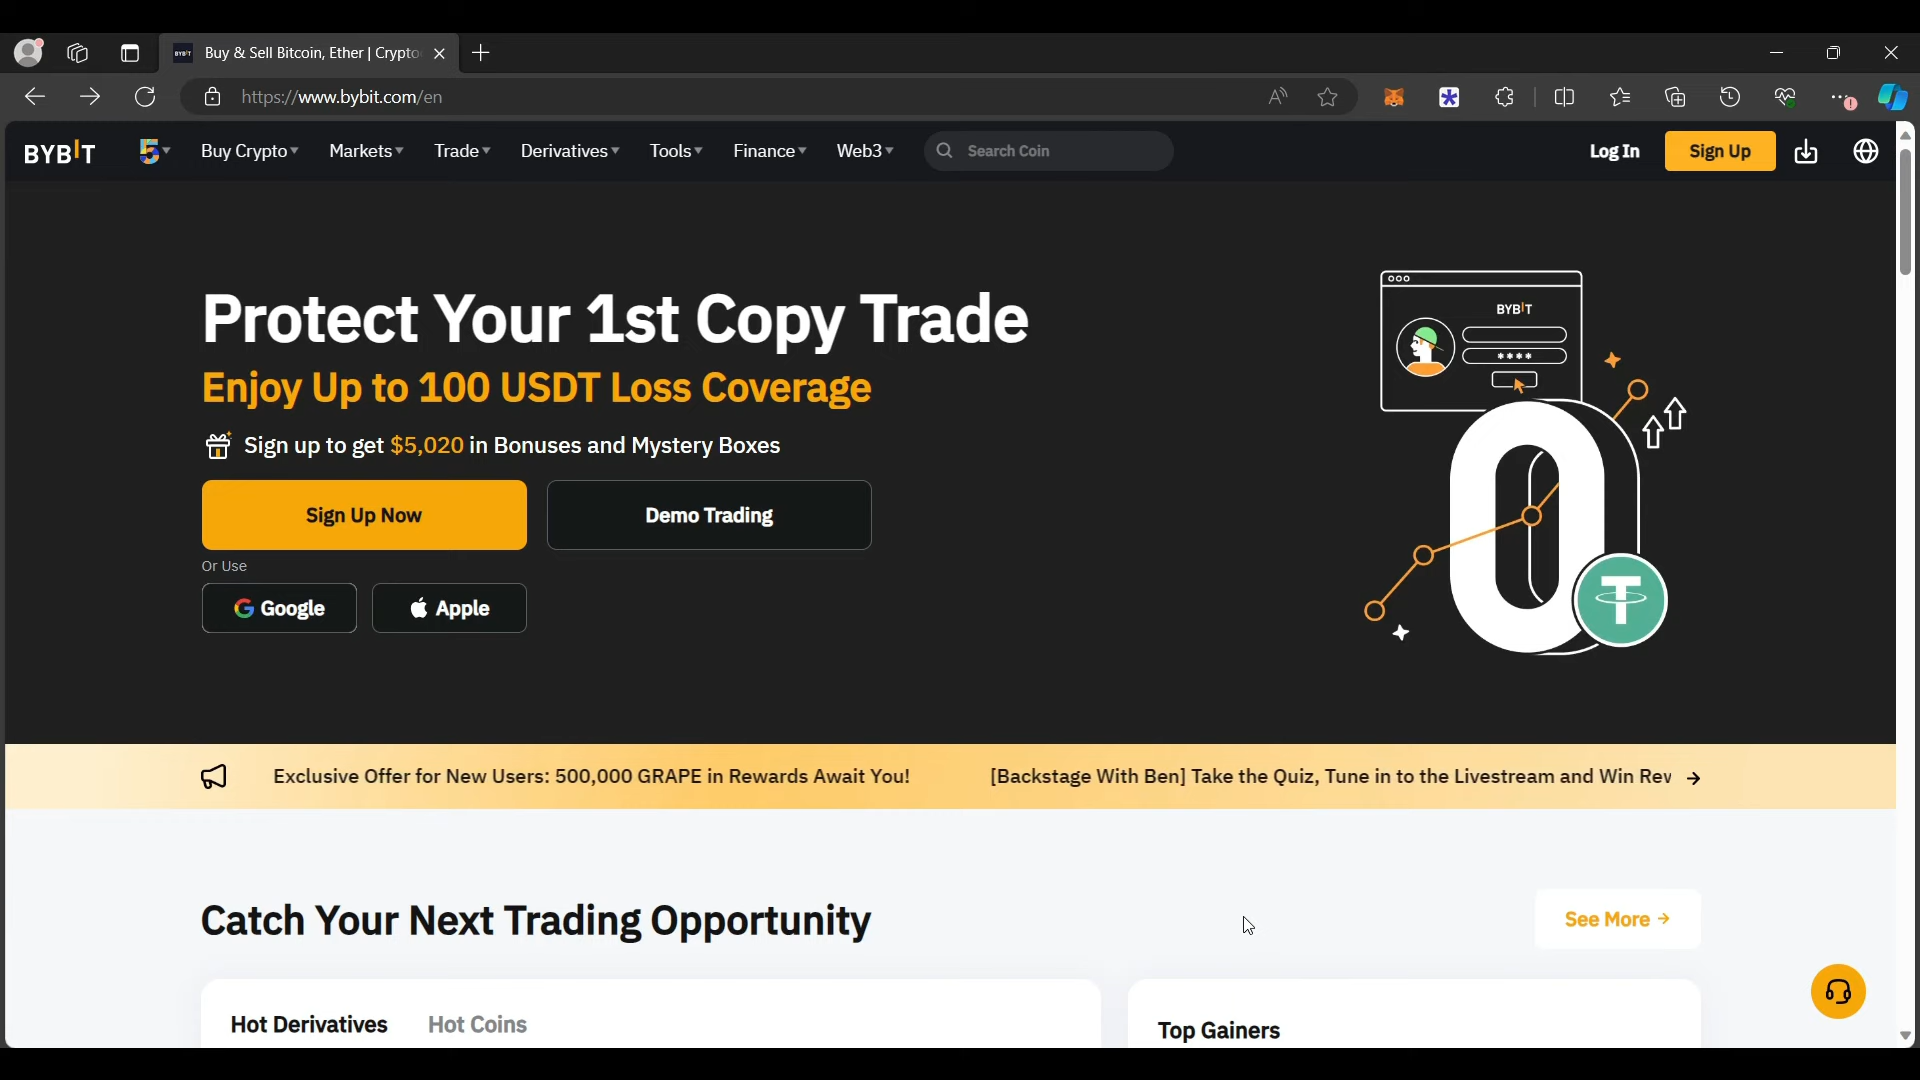 BYBIT
Buy & Sell Bitcoin, Ether | Crypto
https://www.bybit.com/en
BYBIT
5
Buy Crypto
Markets
Trade
Derivatives
Tools
Finance
Web3
Search Coin
Log In
Sign Up
Protect Your 1st Copy Trade
Enjoy Up to 100 USDT Loss Coverage
Sign up to get $5,020 in Bonuses and Mystery Boxes
Sign Up Now
Demo Trading
Or Use
Google
Apple
BYBIT
****
0
T
Exclusive Offer for New Users: 500,000 GRAPE in Rewards Await You!
[Backstage With Ben] Take the Quiz, Tune in to the Livestream and Win Rev
Catch Your Next Trading Opportunity
See More
Hot Derivatives
Hot Coins
Top Gainers